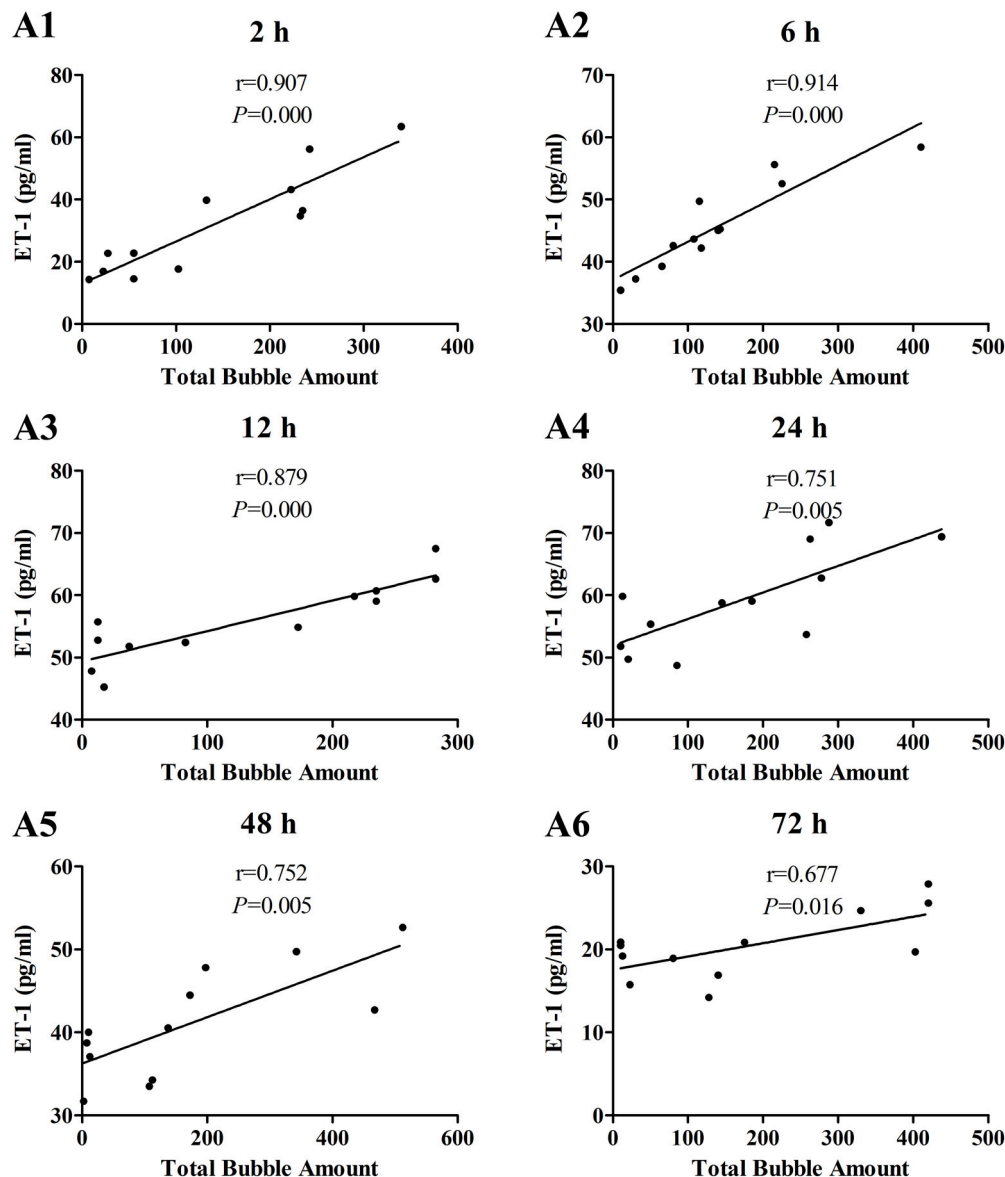 A1
2 h
r=0.907
P=0.000
80
60
40
20
0
ET-1 (pg/ml)
0 100 200 300 400
Total Bubble Amount
A2
6 h
r=0.914
P=0.000
70
60
50
40
30
ET-1 (pg/ml)
0 100 200 300 400 500
Total Bubble Amount
A3
12 h
r=0.879
P=0.000
80
70
60
50
40
ET-1 (pg/ml)
0 100 200 300
Total Bubble Amount
A4
24 h
r=0.751
P=0.005
80
70
60
50
40
ET-1 (pg/ml)
0 100 200 300 400 500
Total Bubble Amount
A5
48 h
r=0.752
P=0.005
60
50
40
30
ET-1 (pg/ml)
0 200 400 600
Total Bubble Amount
A6
72 h
r=0.677
P=0.016
30
20
10
0
ET-1 (pg/ml)
0 100 200 300 400 500
Total Bubble Amount